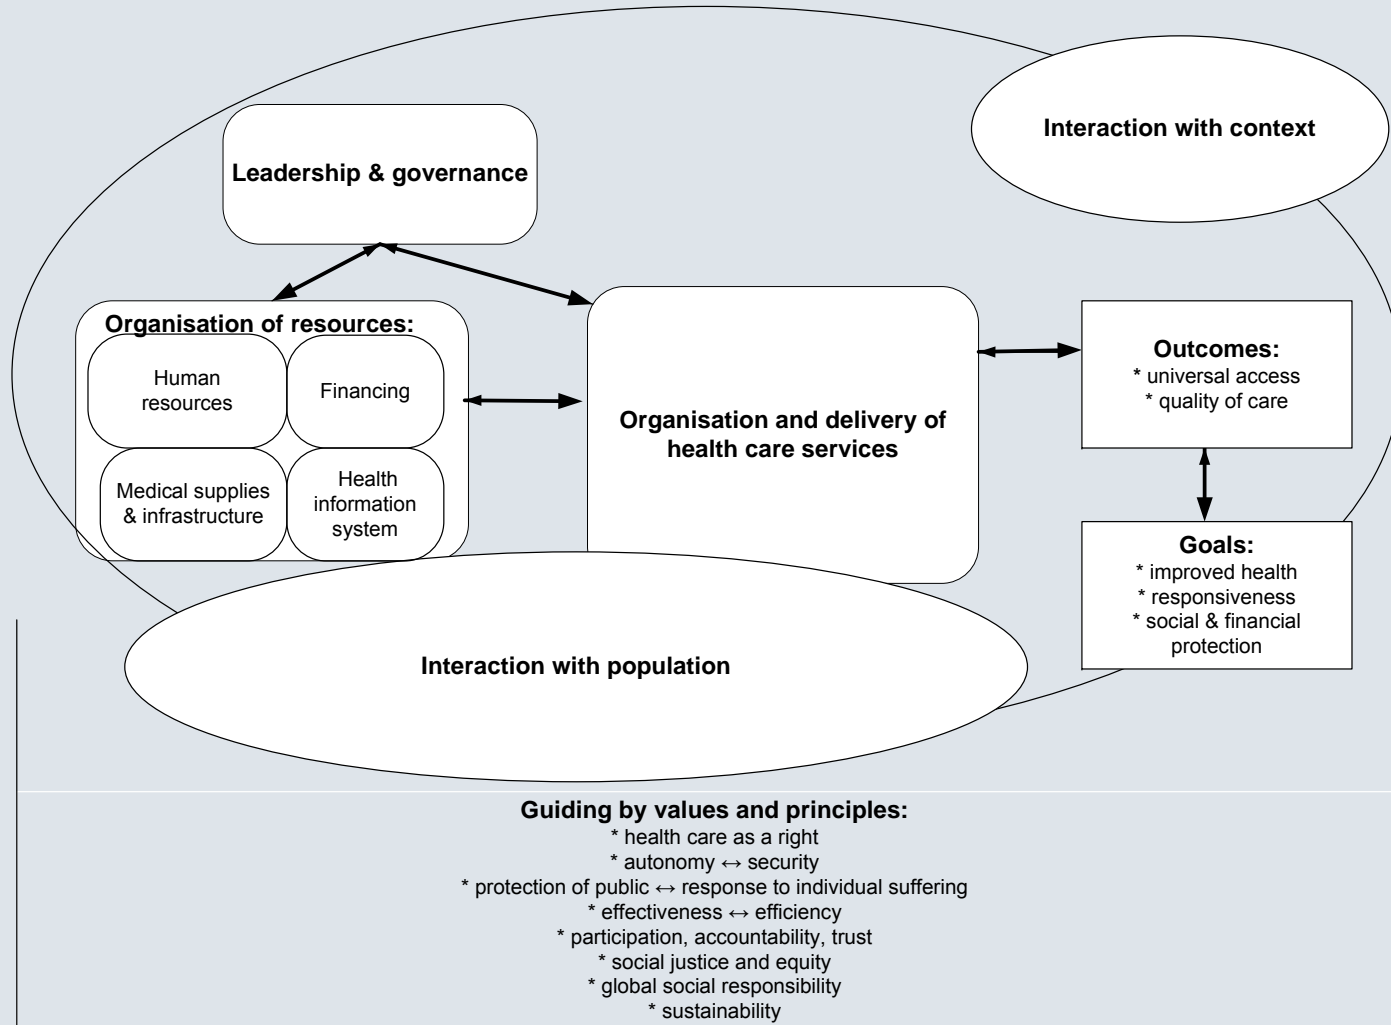 Interaction with context
Leadership & governance
Organisation of resources:
Human
resources
Financing
Medical supplies
& infrastructure
Health
information
system
Organisation and delivery of
health care services
Outcomes:
* universal access
* quality of care
Goals:
* improved health
* responsiveness
* social & financial
protection
Interaction with population
Guiding by values and principles:
* health care as a right
* autonomy ↔ security
* protection of public ↔ response to individual suffering
* effectiveness ↔ efficiency
* participation, accountability, trust
* social justice and equity
* global social responsibility
* sustainability